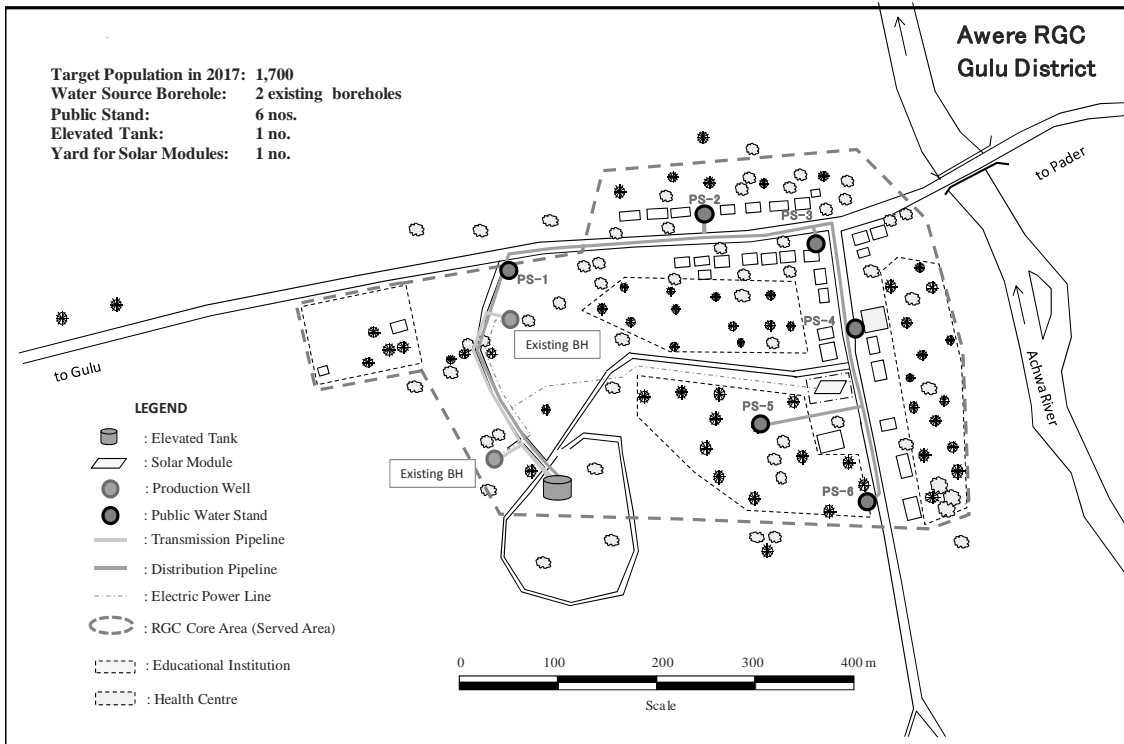 Awere RGC
Gulu District
Target Population in 2017: 1,700
Water Source Borehole: 2 existing boreholes
Public Stand: 6 nos.
Elevated Tank: 1 no.
Yard for Solar Modules: 1 no.
to Pader
PS-2
PS-3
PS-1
PS-4
Existing BH
to Gulu
Achwa River
PS-5
Existing BH
PS-6
LEGEND
: Elevated Tank
: Solar Module
: Production Well
: Public Water Stand
: Transmission Pipeline
: Distribution Pipeline
: Electric Power Line
: RGC Core Area (Served Area)
: Educational Institution
: Health Centre
0 100 200 300 400 m
Scale